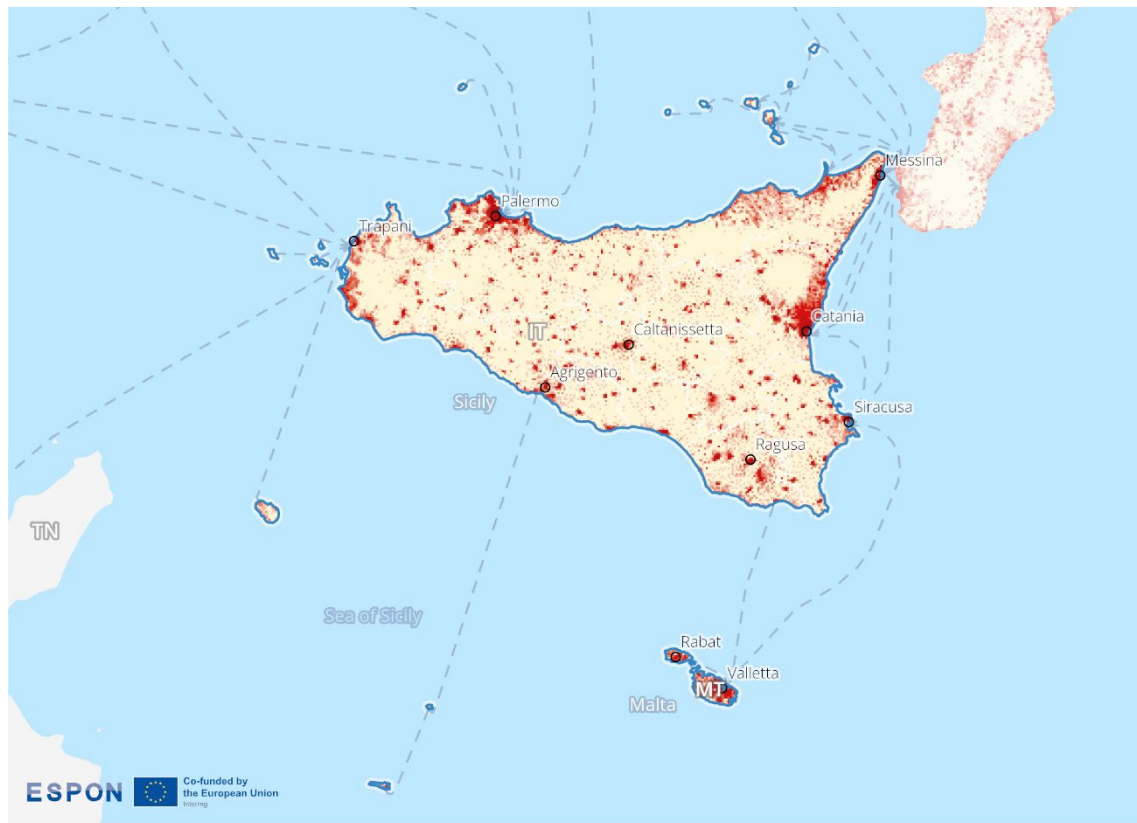 Messina
Palermo
Trapani
Catania
IT
Caltanissetta
Agrigento
Sicily
Siracusa
Ragusa
TN
Sea of Sicily
Rabat
Valletta
MT
Malta
ESPON
Co-funded by
the European Union
Interreg